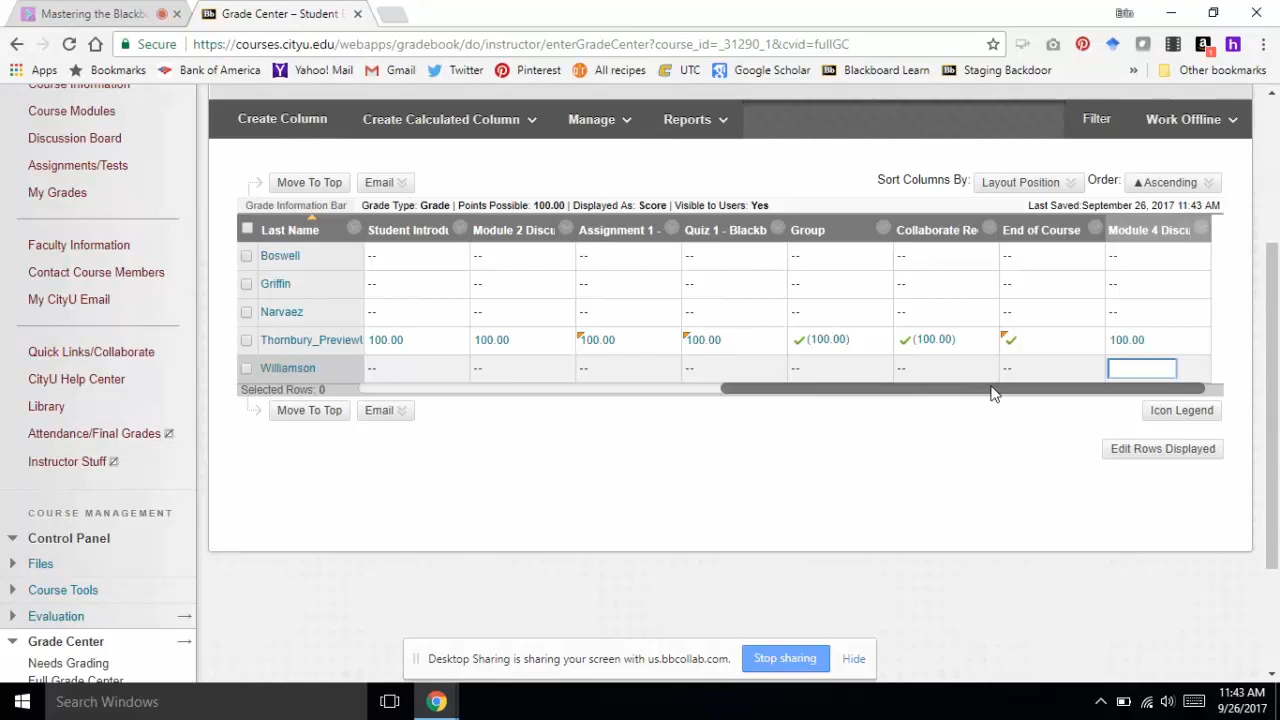 Mastering the Blackb
Grade Center – Student
Erin
Secure
https://courses.cityu.edu/webapps/gradebook/do/instructor/enterGradeCenter?course_id=_31290_1&cvid=fullGC
Apps
Bookmarks
Bank of America
Yahoo! Mail
Gmail
Twitter
Pinterest
All recipes
UTC
Google Scholar
Blackboard Learn
Staging Backdoor
Other bookmarks
Course Information
Course Modules
Discussion Board
Assignments/Tests
My Grades
Faculty Information
Contact Course Members
My CityU Email
Quick Links/Collaborate
CityU Help Center
Library
Attendance/Final Grades
Instructor Stuff
COURSE MANAGEMENT
Control Panel
Files
Course Tools
Evaluation
Grade Center
Needs Grading
Full Grade Center
Create Column
Create Calculated Column
Manage
Reports
Filter
Work Offline
Move To Top
Email
Sort Columns By:
Layout Position
Order:
▲Ascending
Grade Information Bar
Grade Type: Grade | Points Possible: 100.00 | Displayed As: Score | Visible to Users: Yes
Last Saved:September 26, 2017 11:43 AM
Last Name Student Introdu Module 2 Discu Assignment 1 - Quiz 1 - Blackb Group Collaborate Re End of Course Module 4 Discu
Boswell -- -- -- -- -- -- -- --
Griffin -- -- -- -- -- -- -- --
Narvaez -- -- -- -- -- -- -- --
Thornbury_PreviewU 100.00 100.00 100.00 100.00 (100.00) (100.00) 100.00
Williamson -- -- -- -- -- -- --
Selected Rows: 0
Move To Top
Email
Icon Legend
Edit Rows Displayed
Desktop Sharing is sharing your screen with us.bbcollab.com.
Stop sharing
Hide
Search Windows
11:43 AM
9/26/2017